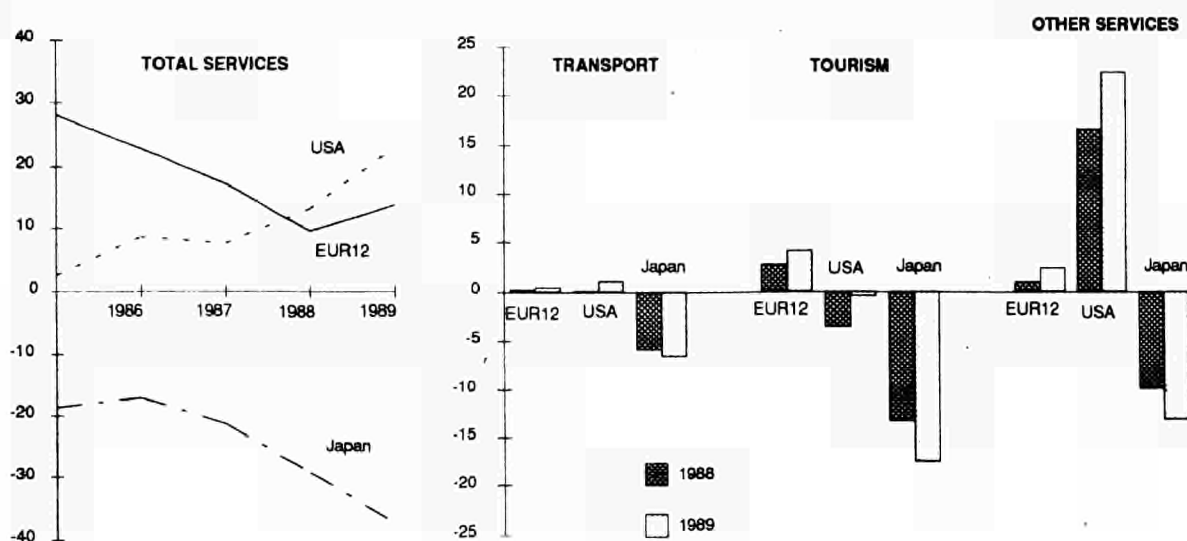 OTHER SERVICES
40
30
20
10
0
-10
-20
-30
-40
TOTAL SERVICES
USA
EUR12
1986
1987
1988
1989
Japan
25
20
15
10
5
0
-5
-10
-15
-20
-25
TRANSPORT
TOURISM
Japan
EUR12
USA
USA
Japan
EUR12
Japan
EUR12
USA
1988
1989